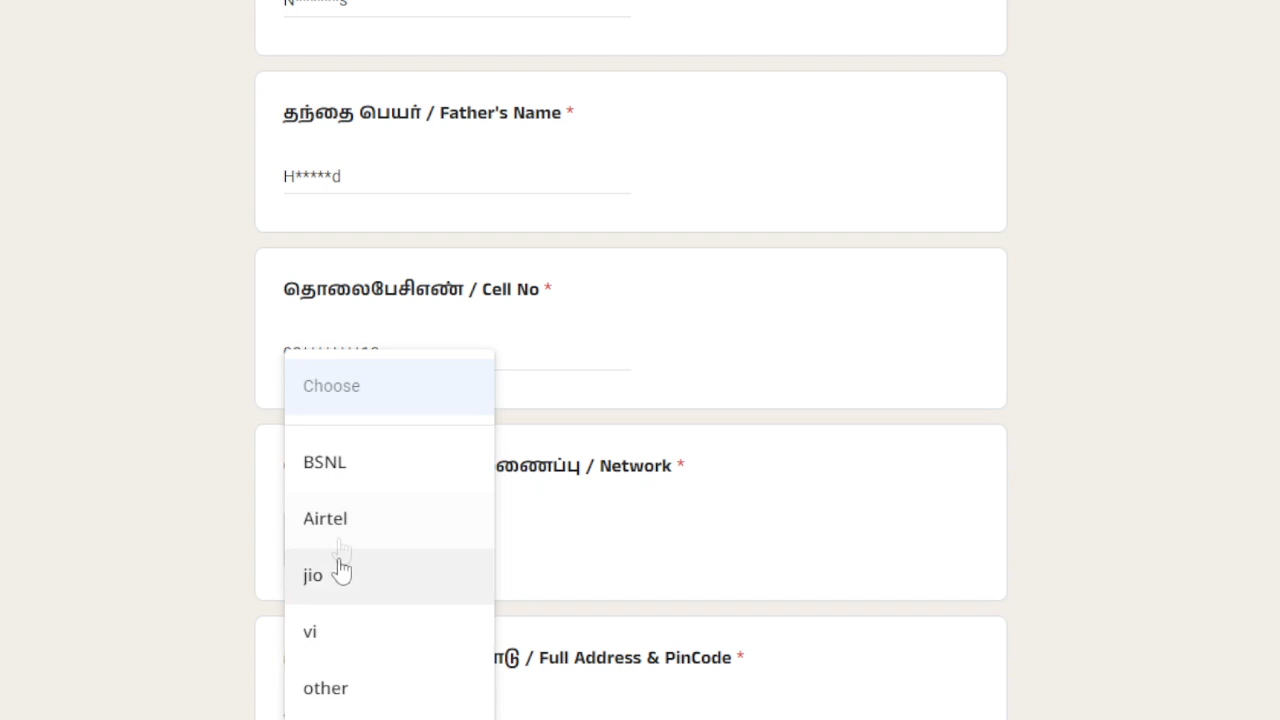 N*******s
தந்தை பெயர் / Father's Name *
H*****d
தொலைபேசிஎண் / Cell No *
Choose
BSNL
ணைப்பு / Network *
Airtel
jio
vi
டு / Full Address & PinCode *
other